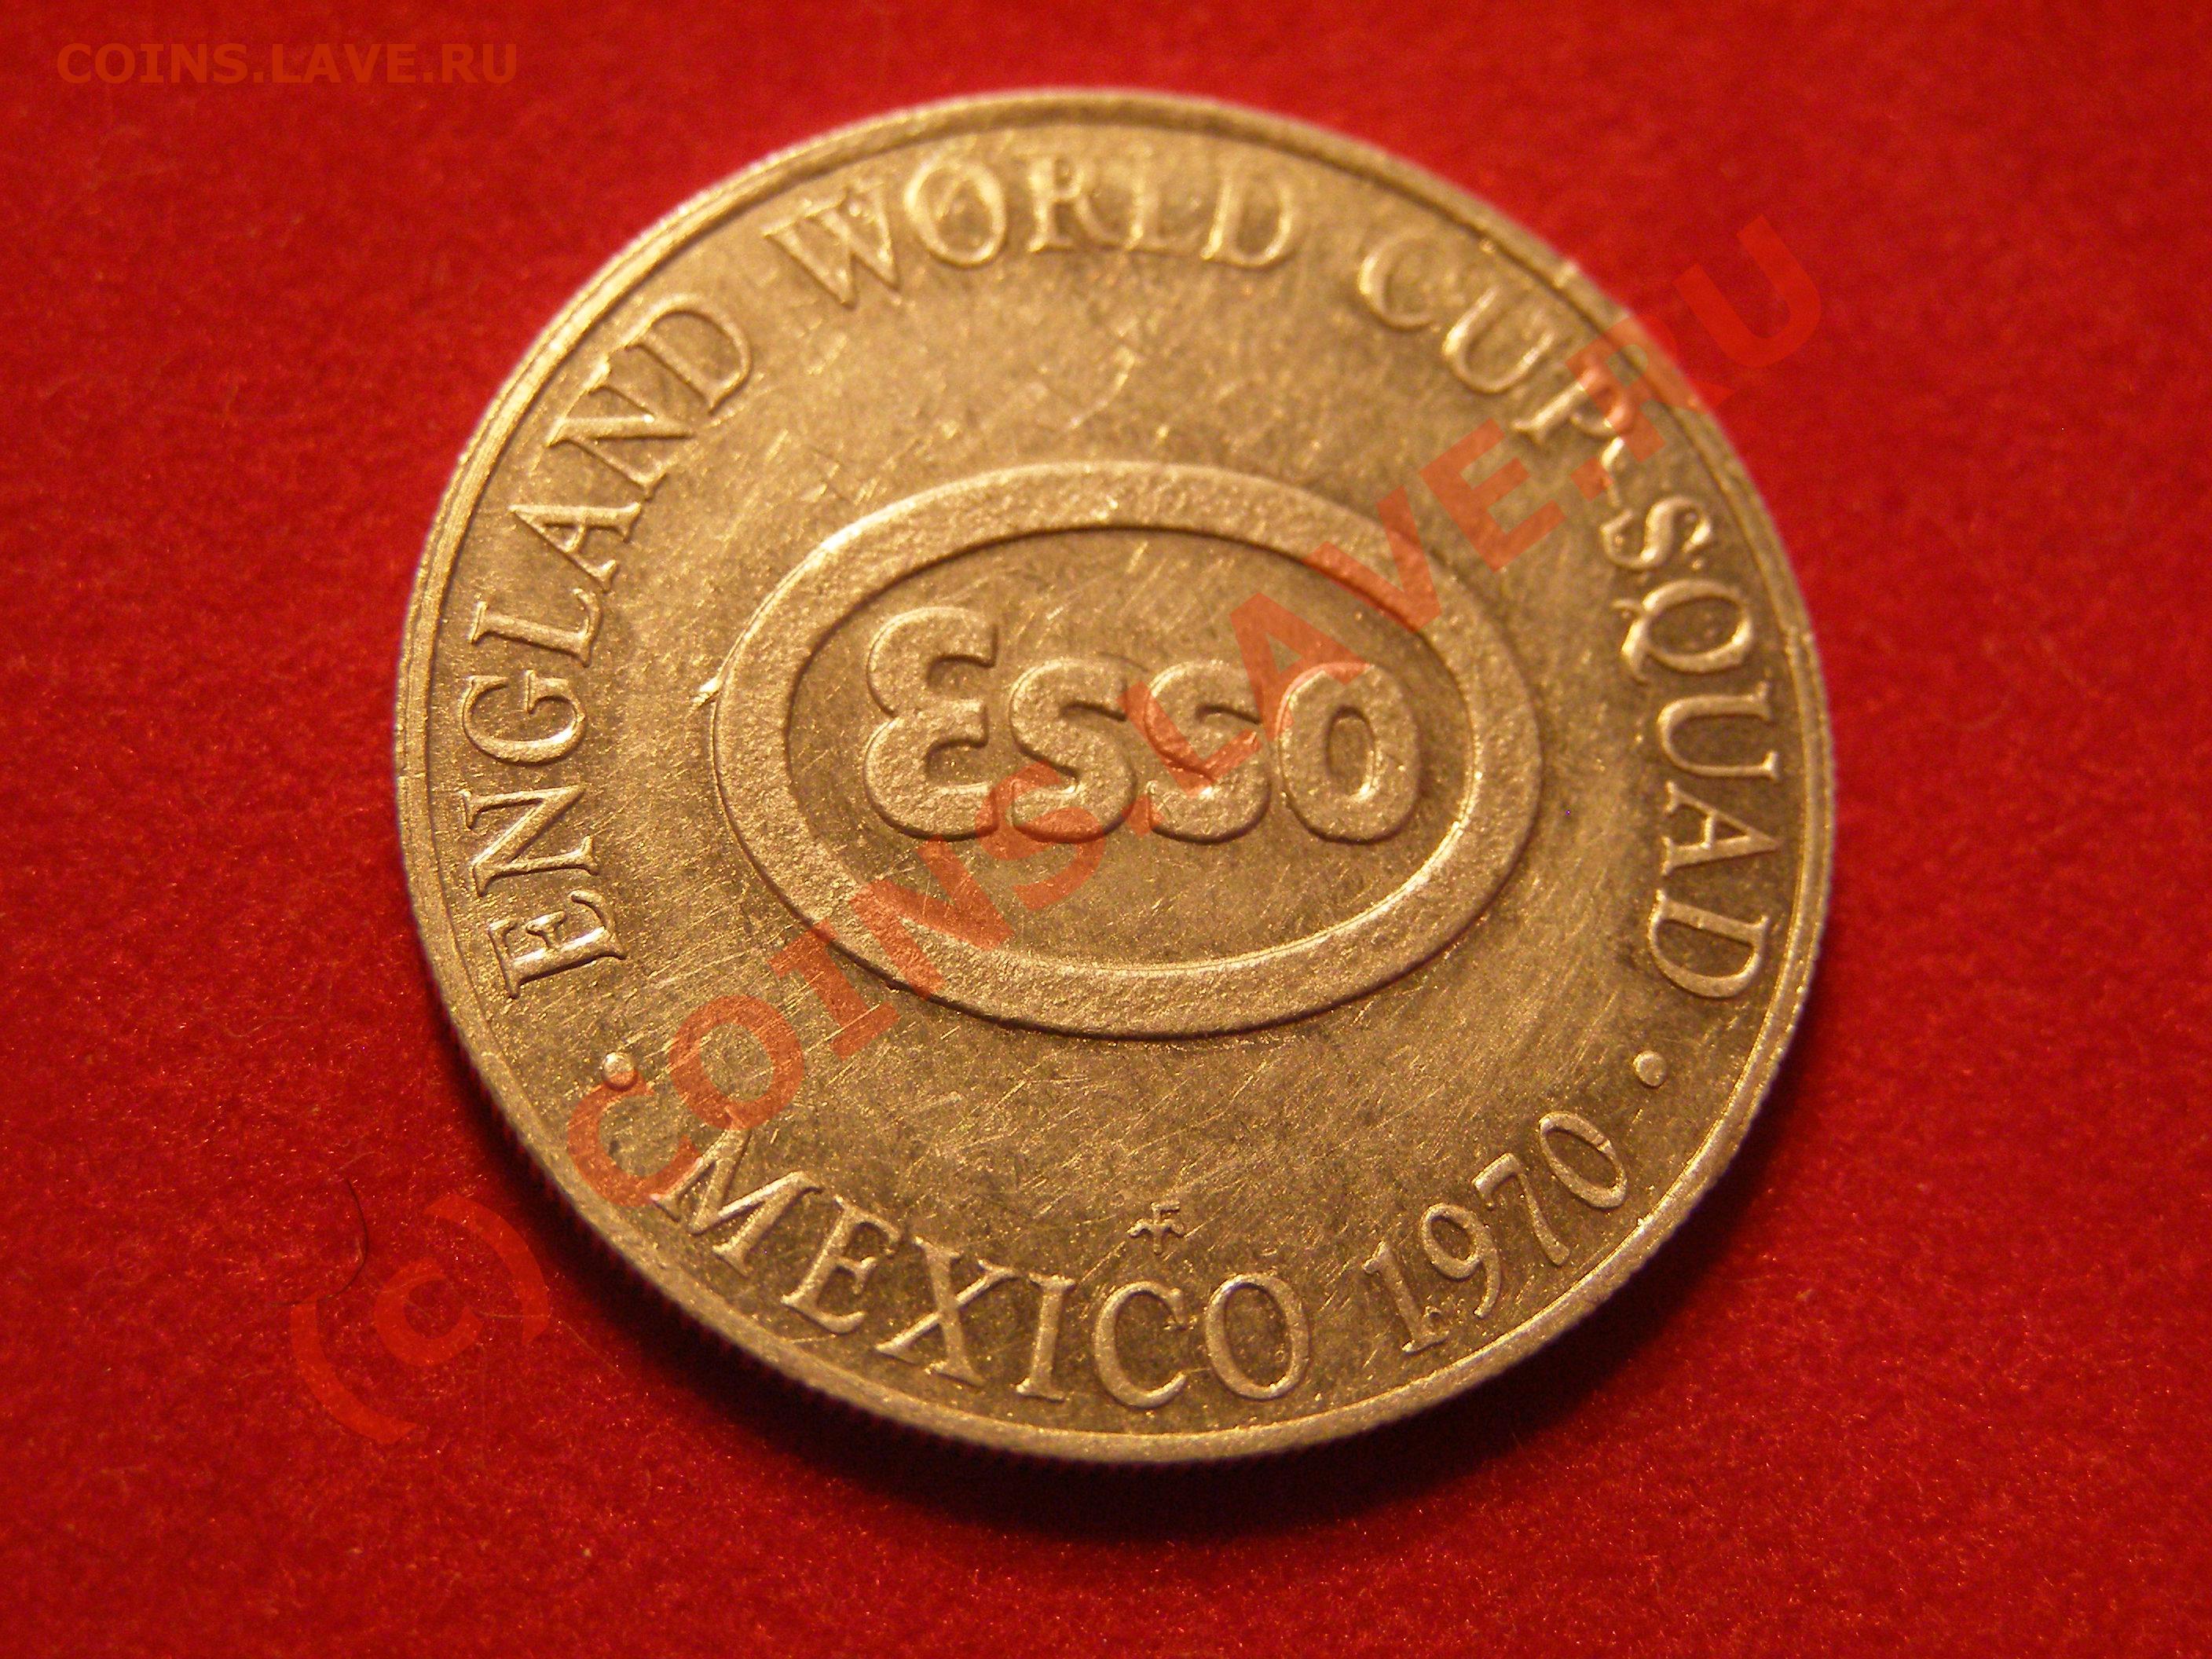 COINS.LAVE.RU
ENGLAND WORLD CUP-SQUAD
Esso
· MEXICO 1970 ·
(c) COINS.LAVE.RU